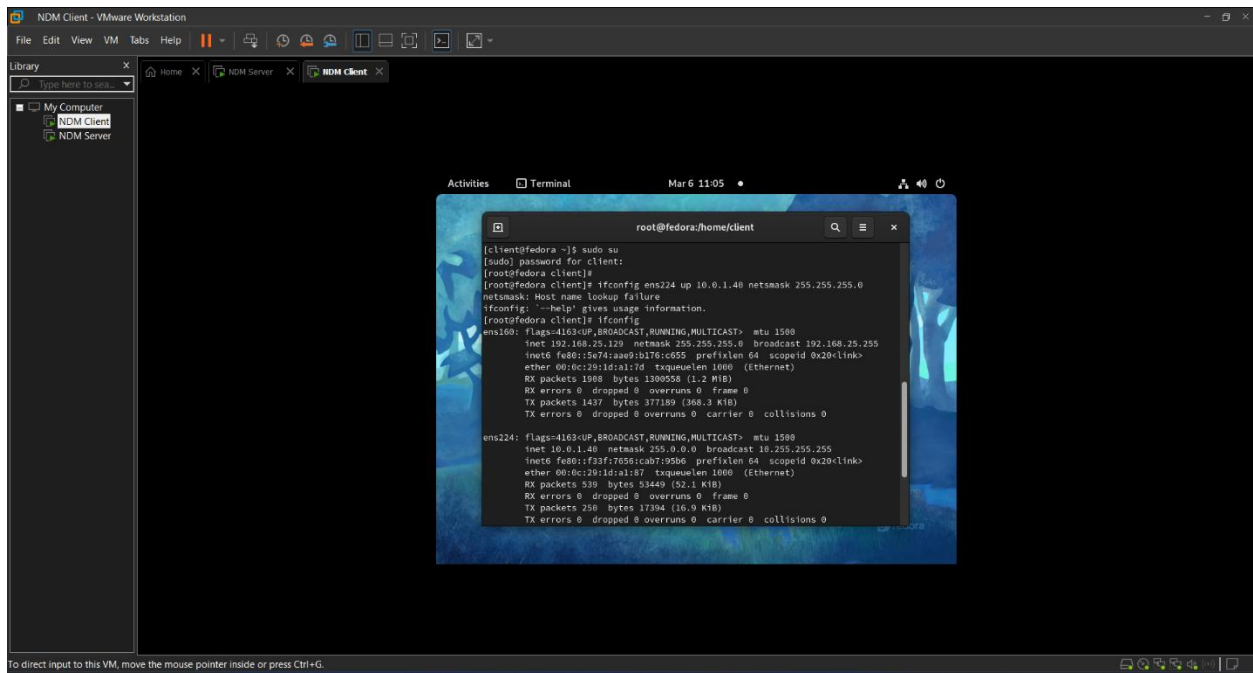 NDM Client - VMware Workstation
File Edit View VM Tabs Help
Library
Type here to sea...
Home NDM Server NDM Client
My Computer
NDM Client
NDM Server
Activities Terminal Mar 6 11:05
root@fedora:/home/client
[client@fedora ~]$ sudo su
[sudo] password for client:
[root@fedora client]#
[root@fedora client]# ifconfig ens224 up 10.0.1.40 netsmask 255.255.255.0
netsmask: Host name lookup failure
ifconfig: `--help' gives usage information.
[root@fedora client]# ifconfig
ens160: flags=4163<UP,BROADCAST,RUNNING,MULTICAST> mtu 1500
inet 192.168.25.129 netmask 255.255.255.0 broadcast 192.168.25.255
inet6 fe80::5e74:aae9:b176:c655 prefixlen 64 scopeid 0x20<link>
ether 00:0c:29:1d:a1:7d txqueuelen 1000 (Ethernet)
RX packets 1908 bytes 1300558 (1.2 MiB)
RX errors 0 dropped 0 overruns 0 frame 0
TX packets 1437 bytes 377189 (368.3 KiB)
TX errors 0 dropped 0 overruns 0 carrier 0 collisions 0
ens224: flags=4163<UP,BROADCAST,RUNNING,MULTICAST> mtu 1500
inet 10.0.1.40 netmask 255.0.0.0 broadcast 10.255.255.255
inet6 fe80::f33f:7656:cab7:95b6 prefixlen 64 scopeid 0x20<link>
ether 00:0c:29:1d:a1:87 txqueuelen 1000 (Ethernet)
RX packets 539 bytes 53449 (52.1 KiB)
RX errors 0 dropped 0 overruns 0 frame 0
TX packets 250 bytes 17394 (16.9 KiB)
TX errors 0 dropped 0 overruns 0 carrier 0 collisions 0
To direct input to this VM, move the mouse pointer inside or press Ctrl+G.